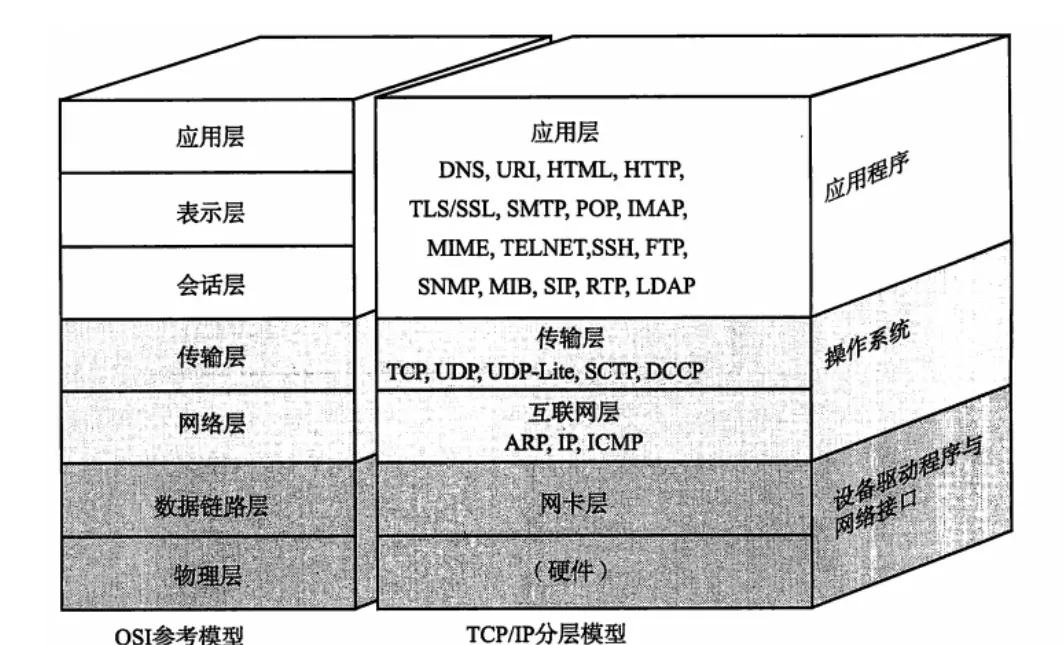 应用层
表示层
会话层
传输层
网络层
数据链路层
物理层
OSI参考模型
应用层
DNS, URI, HTML, HTTP,
TLS/SSL, SMTP, POP, IMAP,
MIME, TELNET,SSH, FTP,
SNMP, MIB, SIP, RTP, LDAP
传输层
TCP, UDP, UDP-Lite, SCTP, DCCP
互联网层
ARP, IP, ICMP
网卡层
（硬件）
TCP/IP分层模型
应用程序
操作系统
设备驱动程序与
网络接口